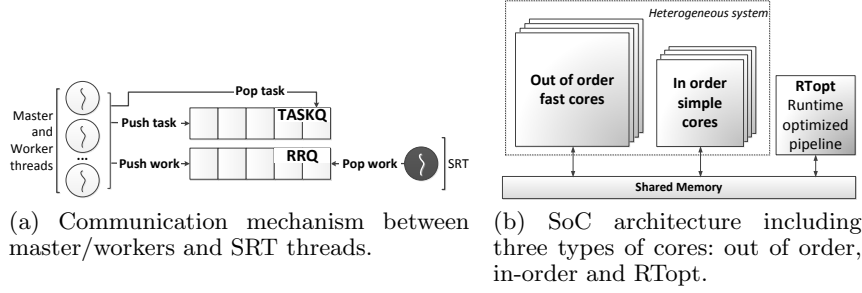 Master
and
Worker
threads
...
Pop task
Push task
TASKQ
Push work
RRQ
Pop work
SRT
(a) Communication mechanism between
master/workers and SRT threads.
Heterogeneous system
Out of order
fast cores
In order
simple
cores
RTopt
Runtime
optimized
pipeline
Shared Memory
(b) SoC architecture including
three types of cores: out of order,
in-order and RTopt.